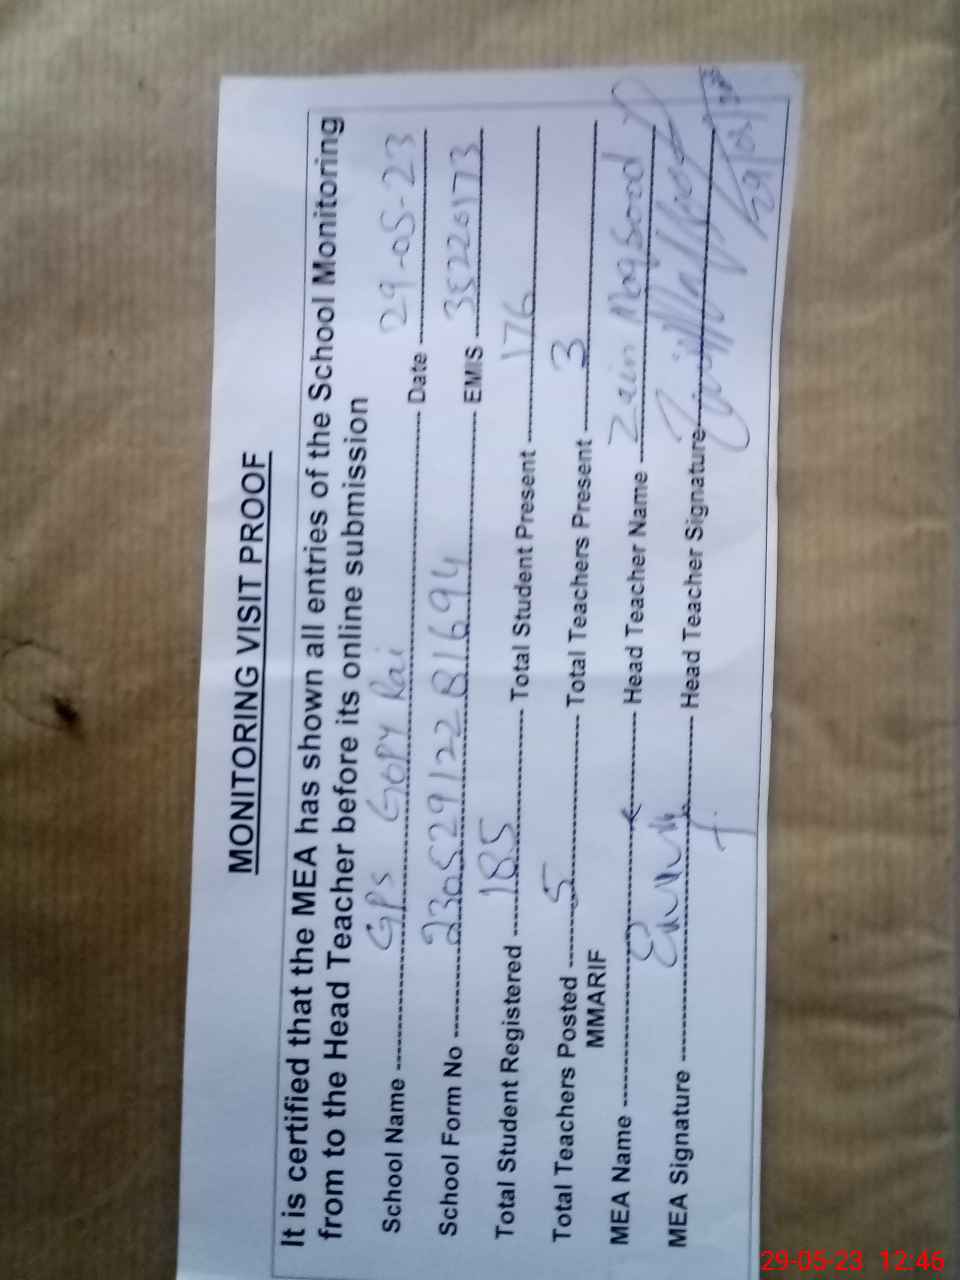 MONITORING VISIT PROOF
It is certified that the MEA has shown all entries of the School Monitoring
from to the Head Teacher before its online submission
School Name GPS Gopy Rai Date 29-05-23
School Form No 23052912281694 EMIS 35220173
Total Student Registered 185 Total Student Present 176
Total Teachers Posted 5 Total Teachers Present 3
MMARIF
MEA Name Head Teacher Name Zain Maqsood
MEA Signature Head Teacher Signature
29-05-23 12:46